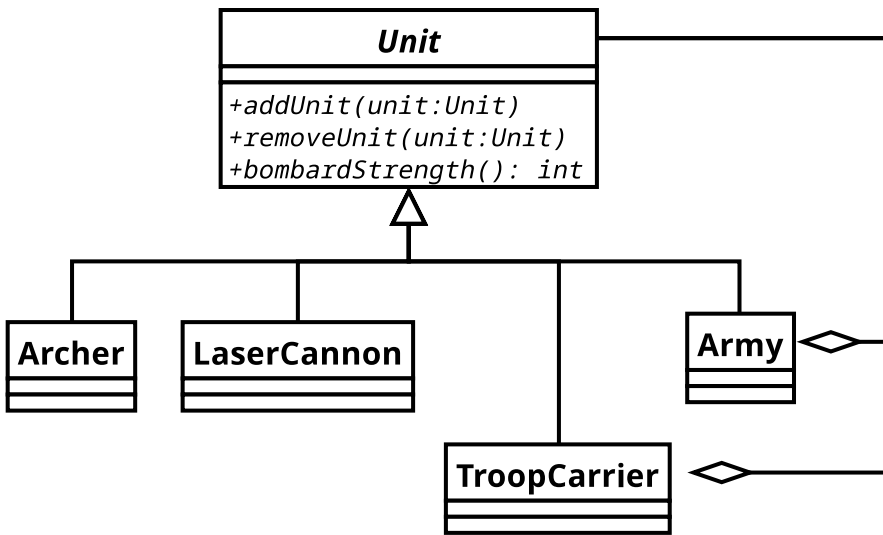 Unit
+addUnit(unit:Unit)
+removeUnit(unit:Unit)
+bombardStrength(): int
Archer
LaserCannon
Army
TroopCarrier